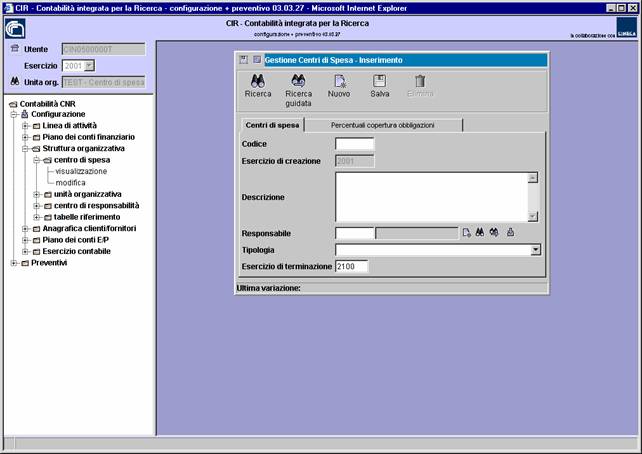 CIR - Contabilità integrata per la Ricerca - configurazione + preventivo 03.03.27 - Microsoft Internet Explorer
CIR - Contabilità integrata per la Ricerca
configurazione + preventivo 03.03.27
in collaborazione con CINECA
Utente CIN0500000T
Esercizio 2001
Unita org. TEST - Centro di spesa
Contabilità CNR
Configurazione
Linea di attività
Piano dei conti finanziario
Struttura organizzativa
centro di spesa
visualizzazione
modifica
unità organizzativa
centro di responsabilità
tabelle riferimento
Anagrafica clienti/fornitori
Piano dei conti E/P
Esercizio contabile
Preventivi
Gestione Centri di Spesa - Inserimento
Ricerca Ricerca guidata Nuovo Salva Elimina
Centri di spesa Percentuali copertura obbligazioni
Codice
Esercizio di creazione 2001
Descrizione
Responsabile
Tipologia
Esercizio di terminazione 2100
Ultima variazione: